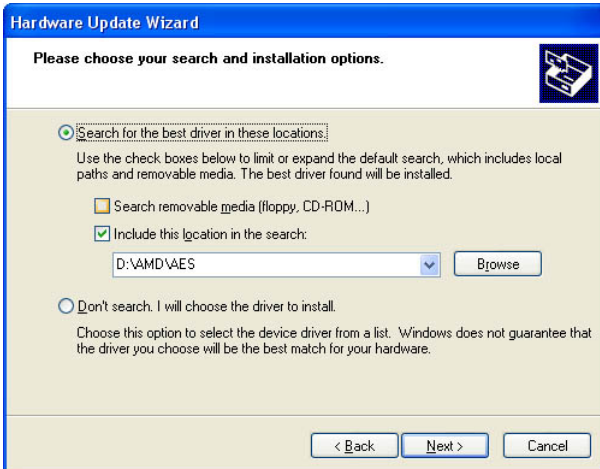 Hardware Update Wizard
Please choose your search and installation options.
Search for the best driver in these locations.
Use the check boxes below to limit or expand the default search, which includes local
paths and removable media. The best driver found will be installed.
Search removable media (floppy, CD-ROM...)
Include this location in the search:
D:\AMD\AES
Browse
Don't search. I will choose the driver to install.
Choose this option to select the device driver from a list. Windows does not guarantee that
the driver you choose will be the best match for your hardware.
< Back
Next >
Cancel